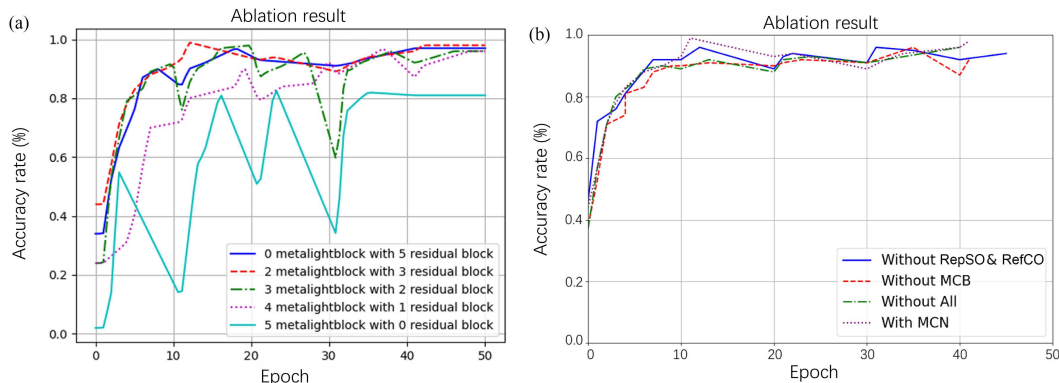 (a)
Ablation result
Accuracy rate (%)
1.0
0.8
0.6
0.4
0.2
0.0
0 metalightblock with 5 residual block
2 metalightblock with 3 residual block
3 metalightblock with 2 residual block
4 metalightblock with 1 residual block
5 metalightblock with 0 residual block
0 10 20 30 40 50
Epoch
(b)
Ablation result
Accuracy rate (%)
1.0
0.8
0.6
0.4
0.2
0.0
Without RepSO & RefCO
Without MCB
Without All
With MCN
0 10 20 30 40 50
Epoch